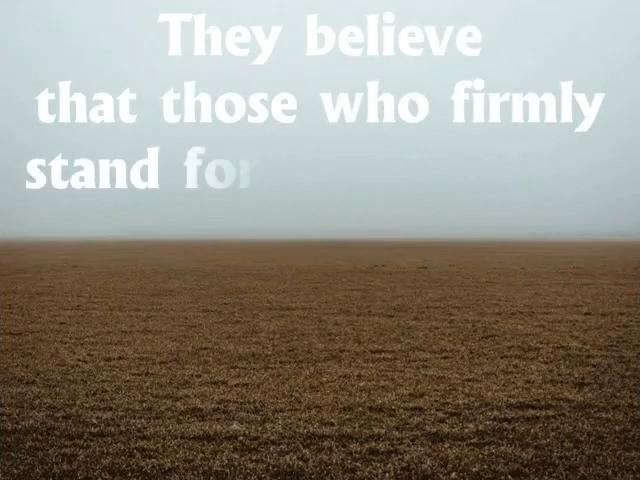 They believe
that those who firmly
stand for